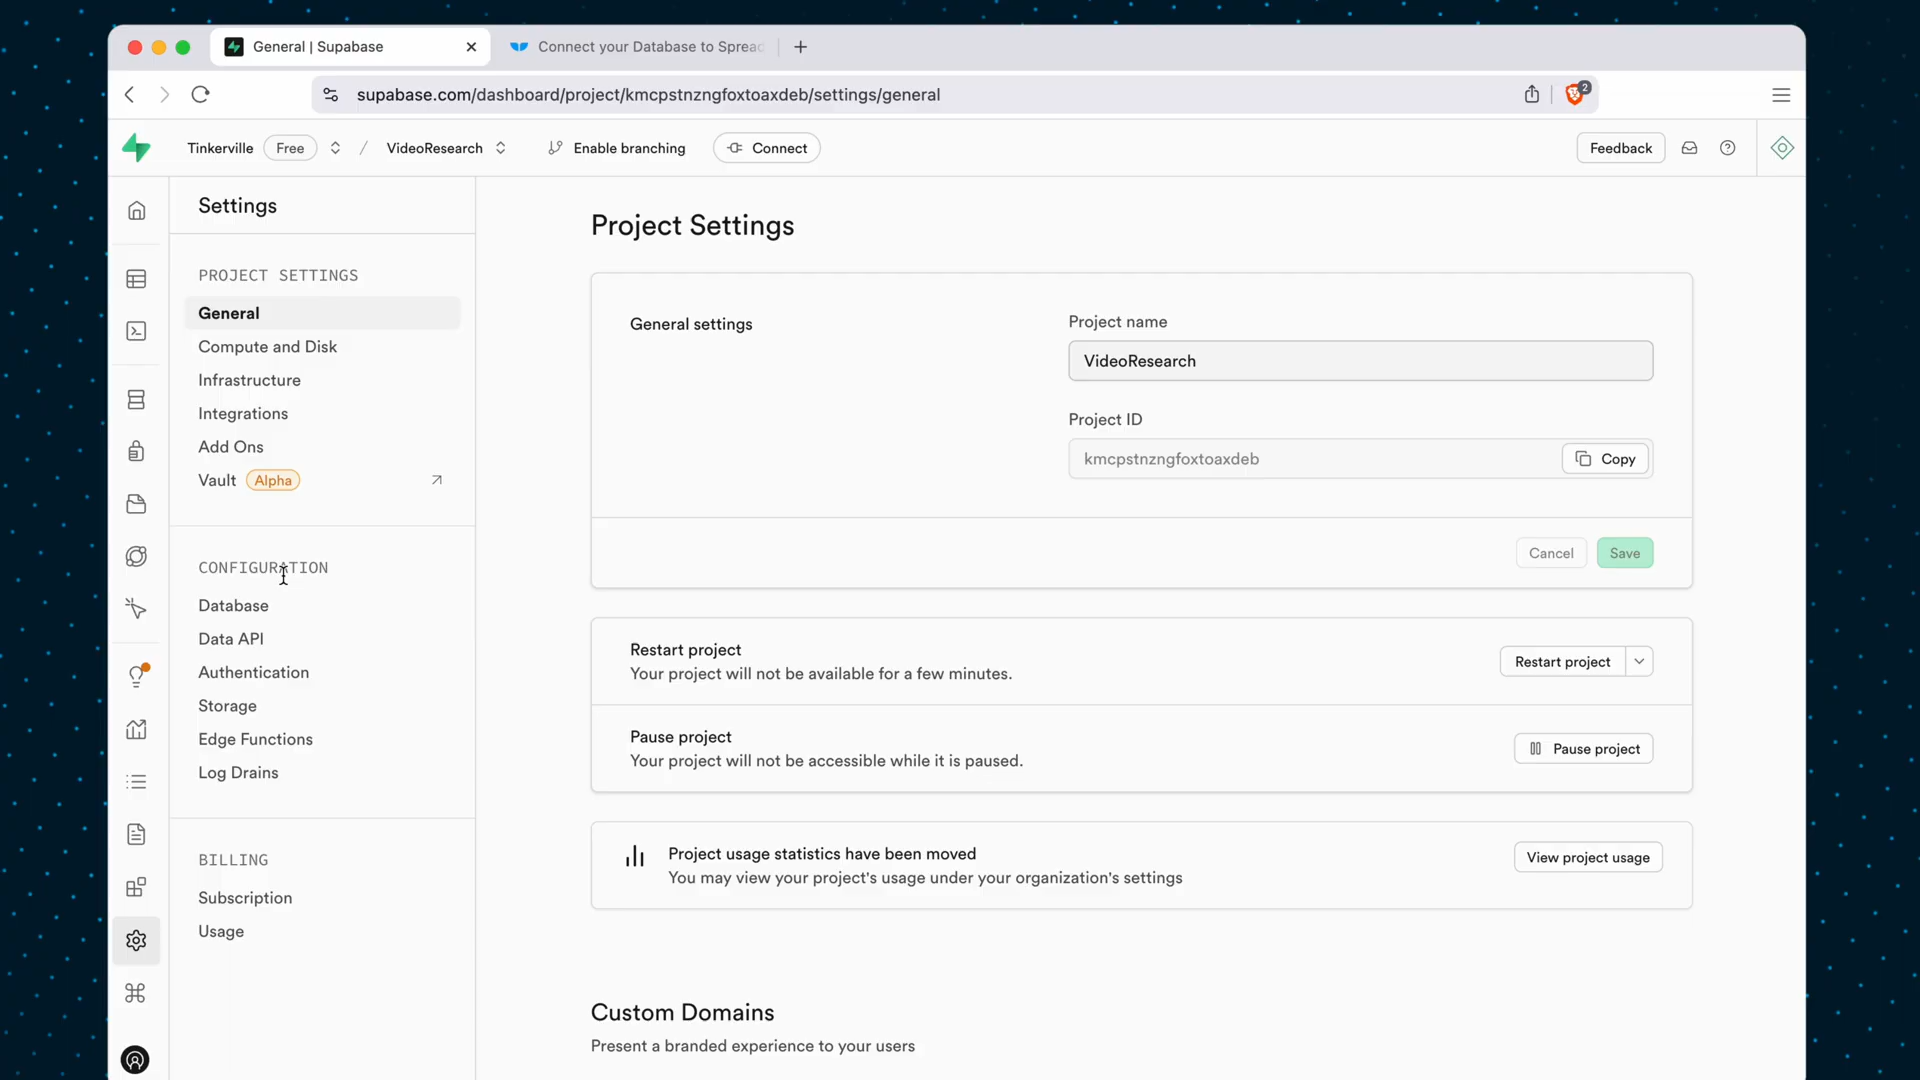 General | Supabase
Connect your Database to Spread
supabase.com/dashboard/project/kmcpstnzngfoxtoaxdeb/settings/general
2
Tinkerville Free / VideoResearch Enable branching Connect Feedback
Settings
PROJECT SETTINGS
General
Compute and Disk
Infrastructure
Integrations
Add Ons
Vault Alpha
CONFIGURATION
Database
Data API
Authentication
Storage
Edge Functions
Log Drains
BILLING
Subscription
Usage
Project Settings
General settings
Project name
VideoResearch
Project ID
kmcpstnzngfoxtoaxdeb
Copy
Cancel
Save
Restart project
Your project will not be available for a few minutes.
Restart project
Pause project
Your project will not be accessible while it is paused.
Pause project
Project usage statistics have been moved
You may view your project's usage under your organization's settings
View project usage
Custom Domains
Present a branded experience to your users